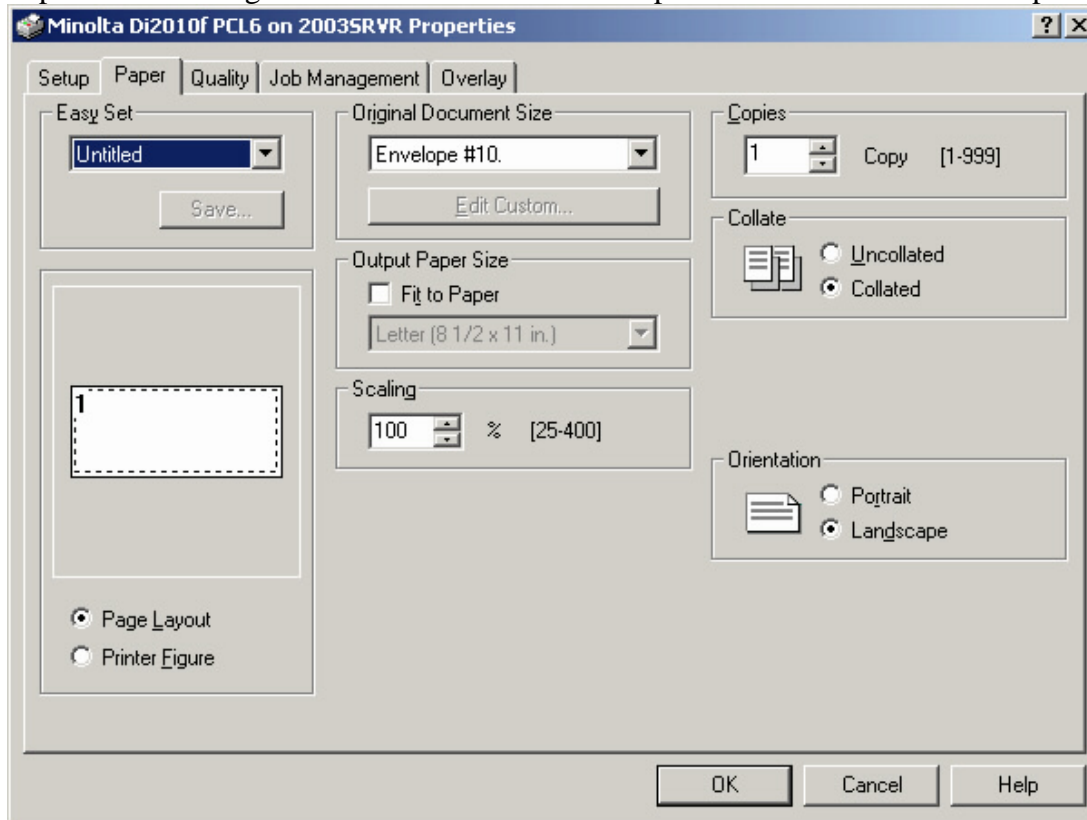 Minolta Di2010f PCL6 on 2003SRVR Properties
Setup Paper Quality Job Management Overlay
Easy Set
Untitled
Save...
1
Page Layout
Printer Figure
Original Document Size
Envelope #10.
Edit Custom...
Output Paper Size
Fit to Paper
Letter (8 1/2 x 11 in.)
Scaling
100 % [25-400]
Copies
1 Copy [1-999]
Collate
Uncollated
Collated
Orientation
Portrait
Landscape
OK Cancel Help